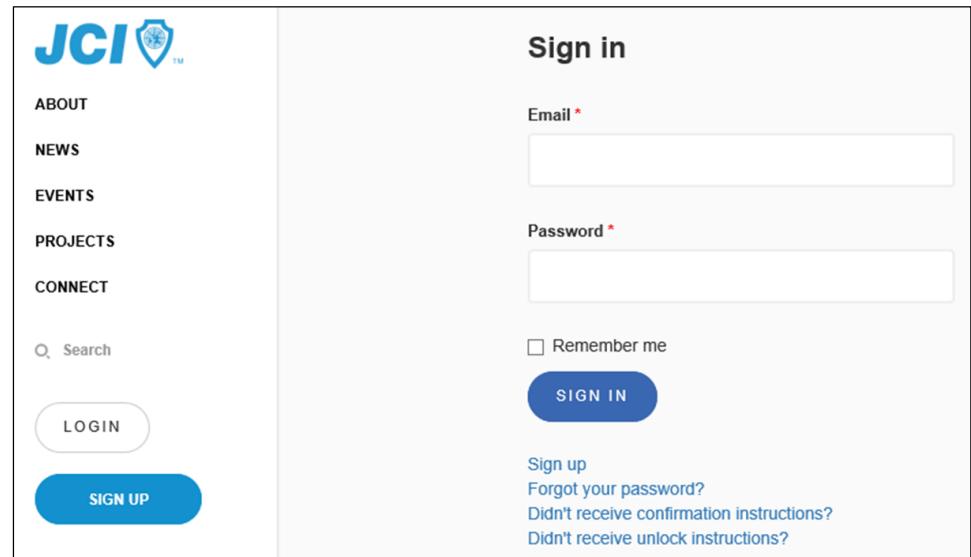 JCI
TM
ABOUT
NEWS
EVENTS
PROJECTS
CONNECT
Search
LOGIN
SIGN UP
Sign in
Email *
Password *
Remember me
SIGN IN
Sign up
Forgot your password?
Didn't receive confirmation instructions?
Didn't receive unlock instructions?